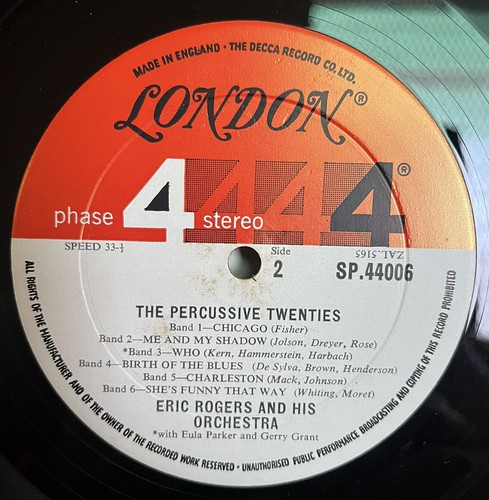 MADE IN ENGLAND · THE DECCA RECORD CO. LTD.
LONDON®
phase 4 stereo 4 4 4®
SPEED 33-⅓
ZAL.5165
Side
2
SP.44006
THE PERCUSSIVE TWENTIES
Band 1—CHICAGO (Fisher)
Band 2—ME AND MY SHADOW (Jolson, Dreyer, Rose)
*Band 3—WHO (Kern, Hammerstein, Harbach)
Band 4—BIRTH OF THE BLUES (De Sylva, Brown, Henderson)
Band 5—CHARLESTON (Mack, Johnson)
Band 6—SHE'S FUNNY THAT WAY (Whiting, Moret)
ERIC ROGERS AND HIS
ORCHESTRA
*with Eula Parker and Gerry Grant
ALL RIGHTS OF THE MANUFACTURER AND OF THE OWNER OF THE RECORDED WORK RESERVED · UNAUTHORISED PUBLIC PERFORMANCE BROADCASTING AND COPYING OF THIS RECORD PROHIBITED